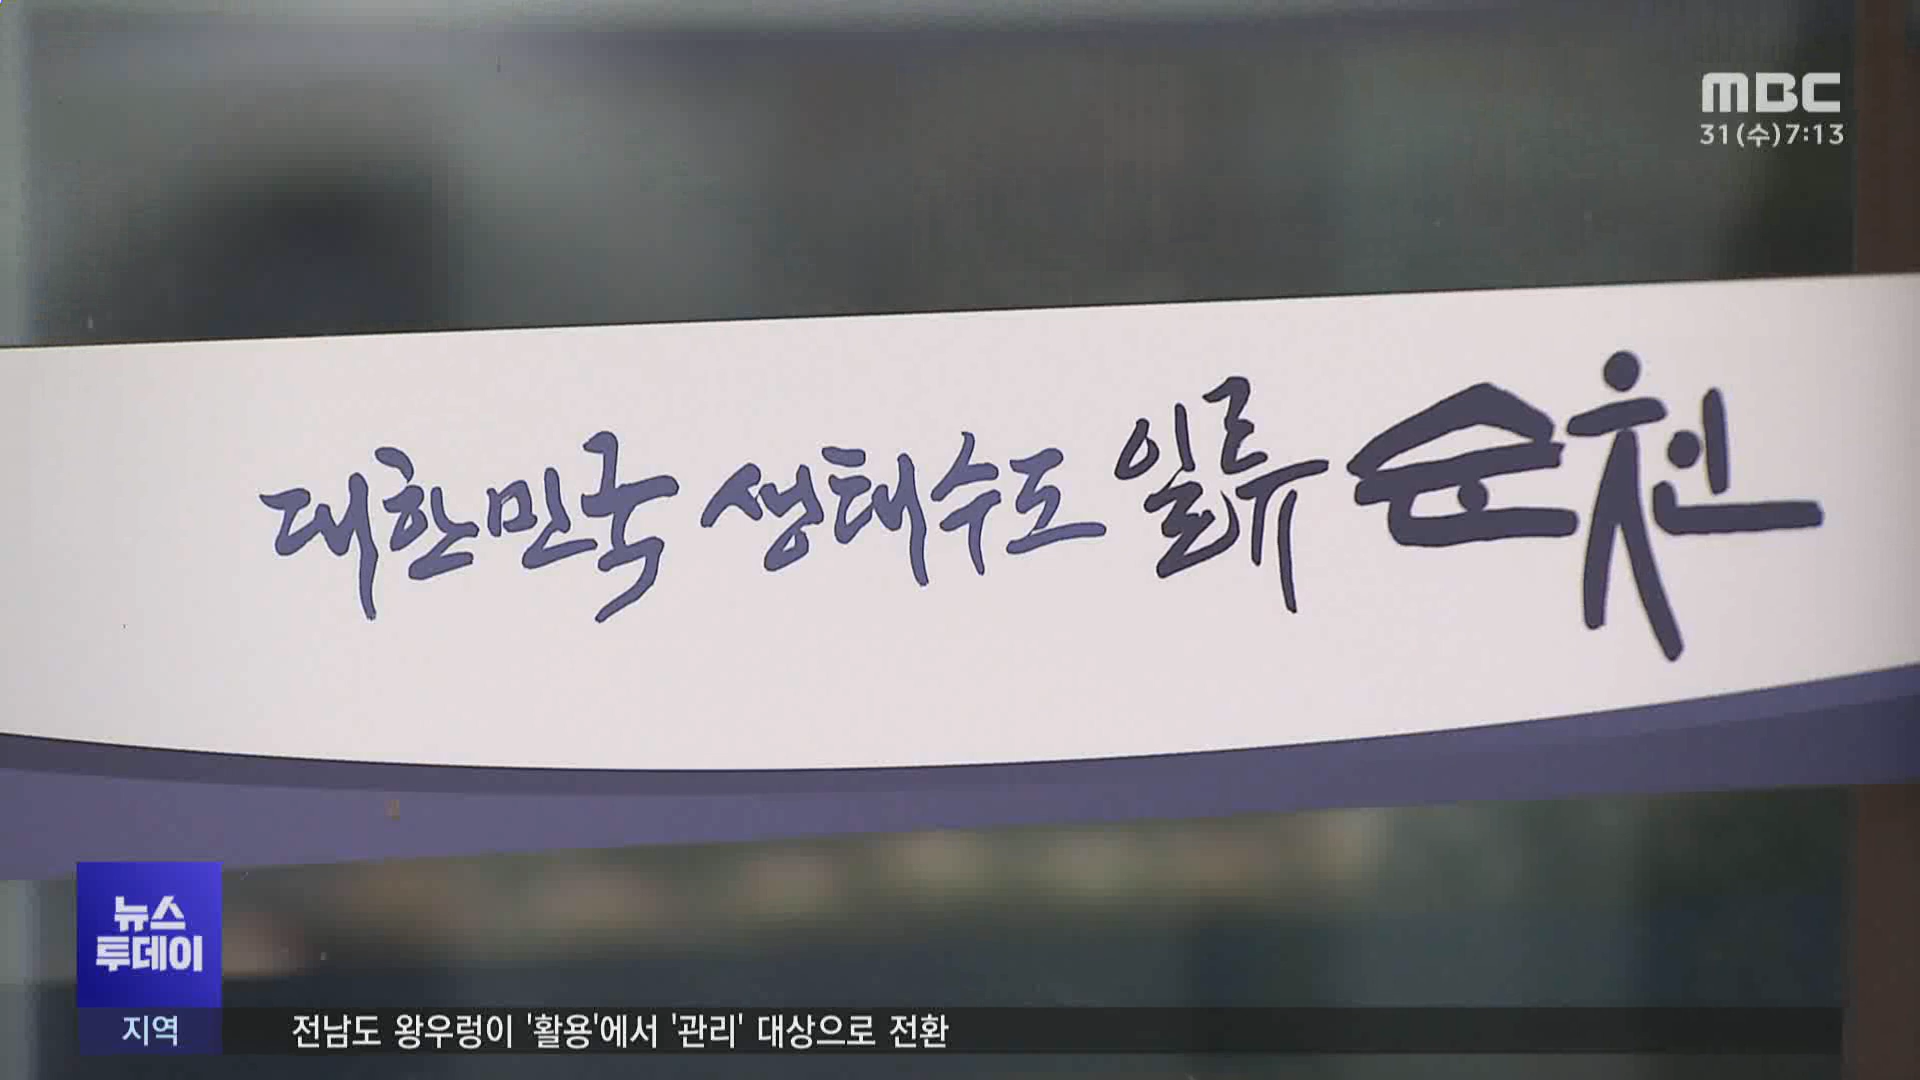 MBC
31(수)7:13
대한민국 생태수도 일류 순천
뉴스
투데이
지역
전남도 왕우렁이 '활용'에서 '관리' 대상으로 전환